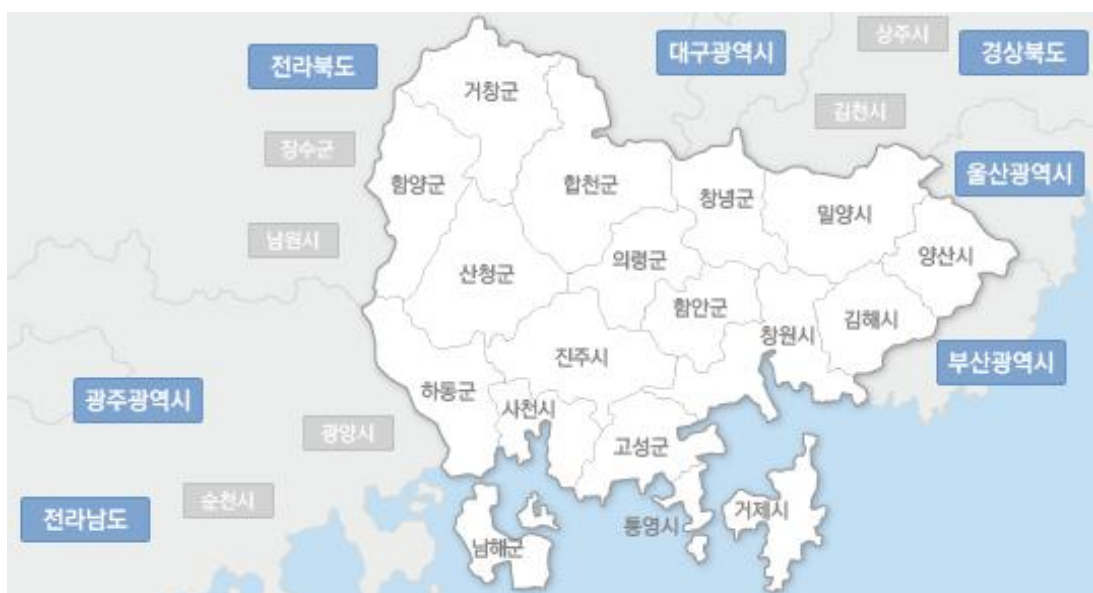 상주시
전라북도
대구광역시
경상북도
거창군
김천시
장수군
함양군
합천군
창녕군
밀양시
울산광역시
남원시
산청군
의령군
양산시
함안군
창원시
김해시
진주시
부산광역시
하동군
광주광역시
사천시
광양시
고성군
순천시
전라남도
통영시
거제시
남해군